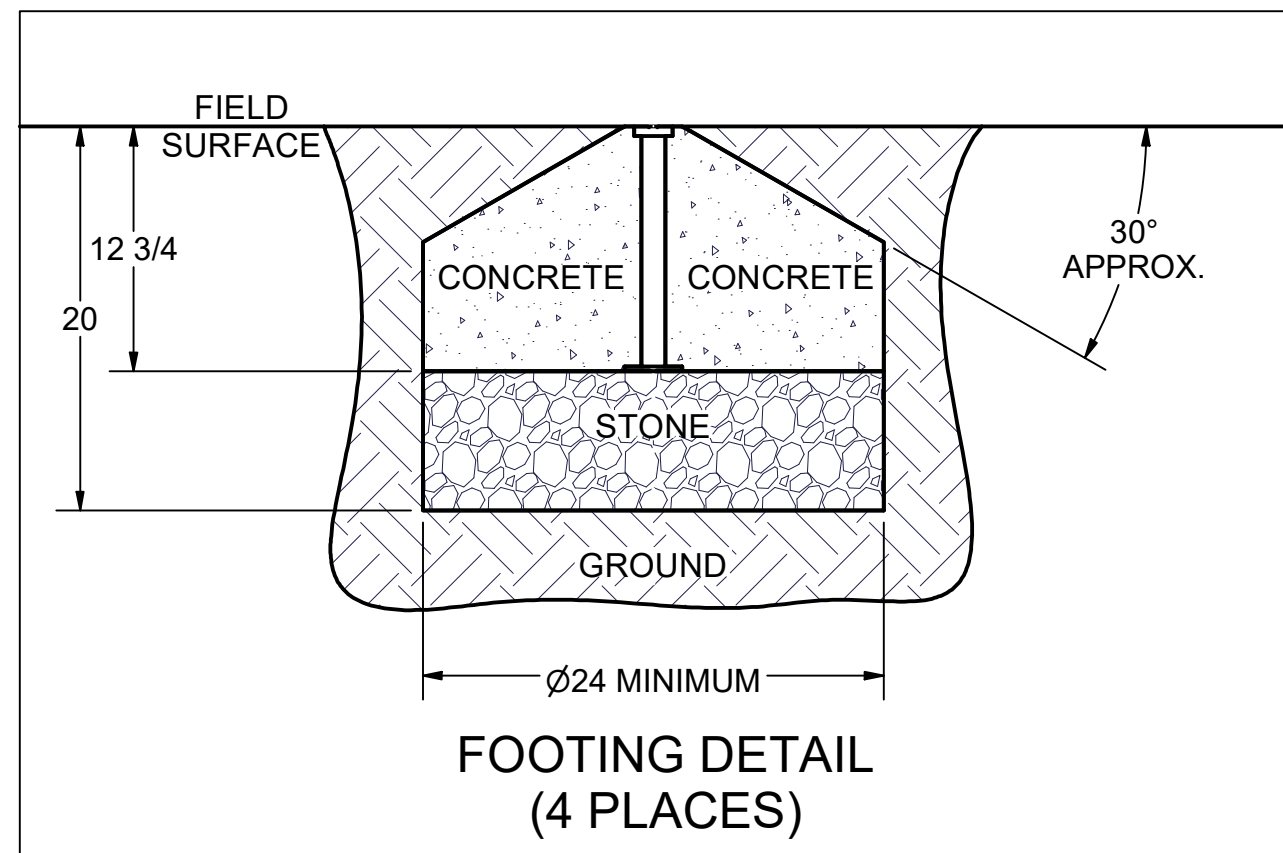 FIELD
SURFACE
12 3/4
20
30°
APPROX.
CONCRETE
CONCRETE
STONE
GROUND
Ø24 MINIMUM
FOOTING DETAIL
(4 PLACES)